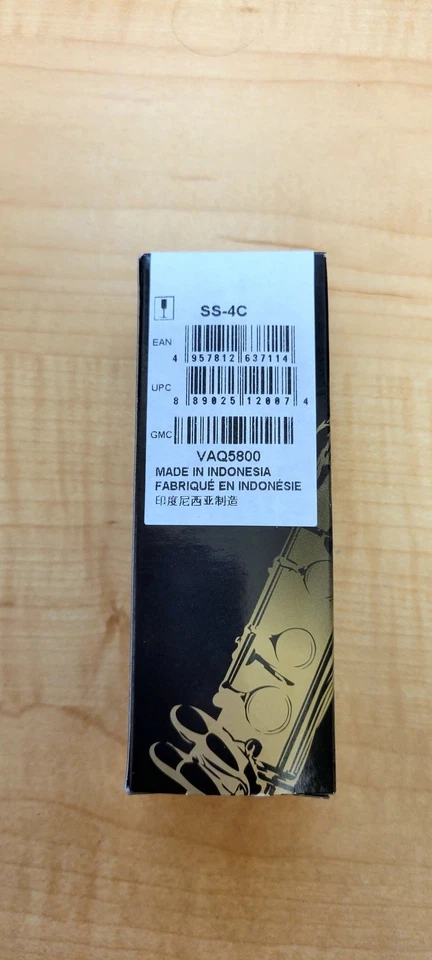 SS-4C
EAN
4 957812 637114
UPC
8 89025 12007 4
GMC
VAQ5800
MADE IN INDONESIA
FABRIQUÉ EN INDONÉSIE
印度尼西亚制造